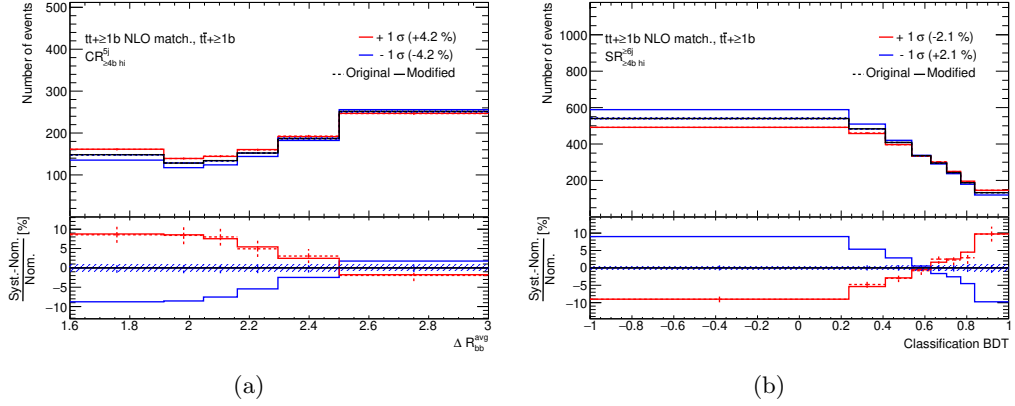 Number of events
tt+≥1b NLO match., tt̄+≥1b
CR^{5j}_{≥4b hi}
+ 1 σ (+4.2 %)
- 1 σ (-4.2 %)
Original Modified
500
400
300
200
100
Syst.-Nom. / Nom. [%]
10
5
0
−5
−10
1.6 1.8 2 2.2 2.4 2.6 2.8 3
Δ R^{avg}_{bb}
(a)
Number of events
tt+≥1b NLO match., tt̄+≥1b
SR^{≥6j}_{≥4b hi}
+ 1 σ (-2.1 %)
- 1 σ (+2.1 %)
Original Modified
1000
800
600
400
200
Syst.-Nom. / Nom. [%]
10
5
0
−5
−10
−1 −0.8 −0.6 −0.4 −0.2 0 0.2 0.4 0.6 0.8 1
Classification BDT
(b)